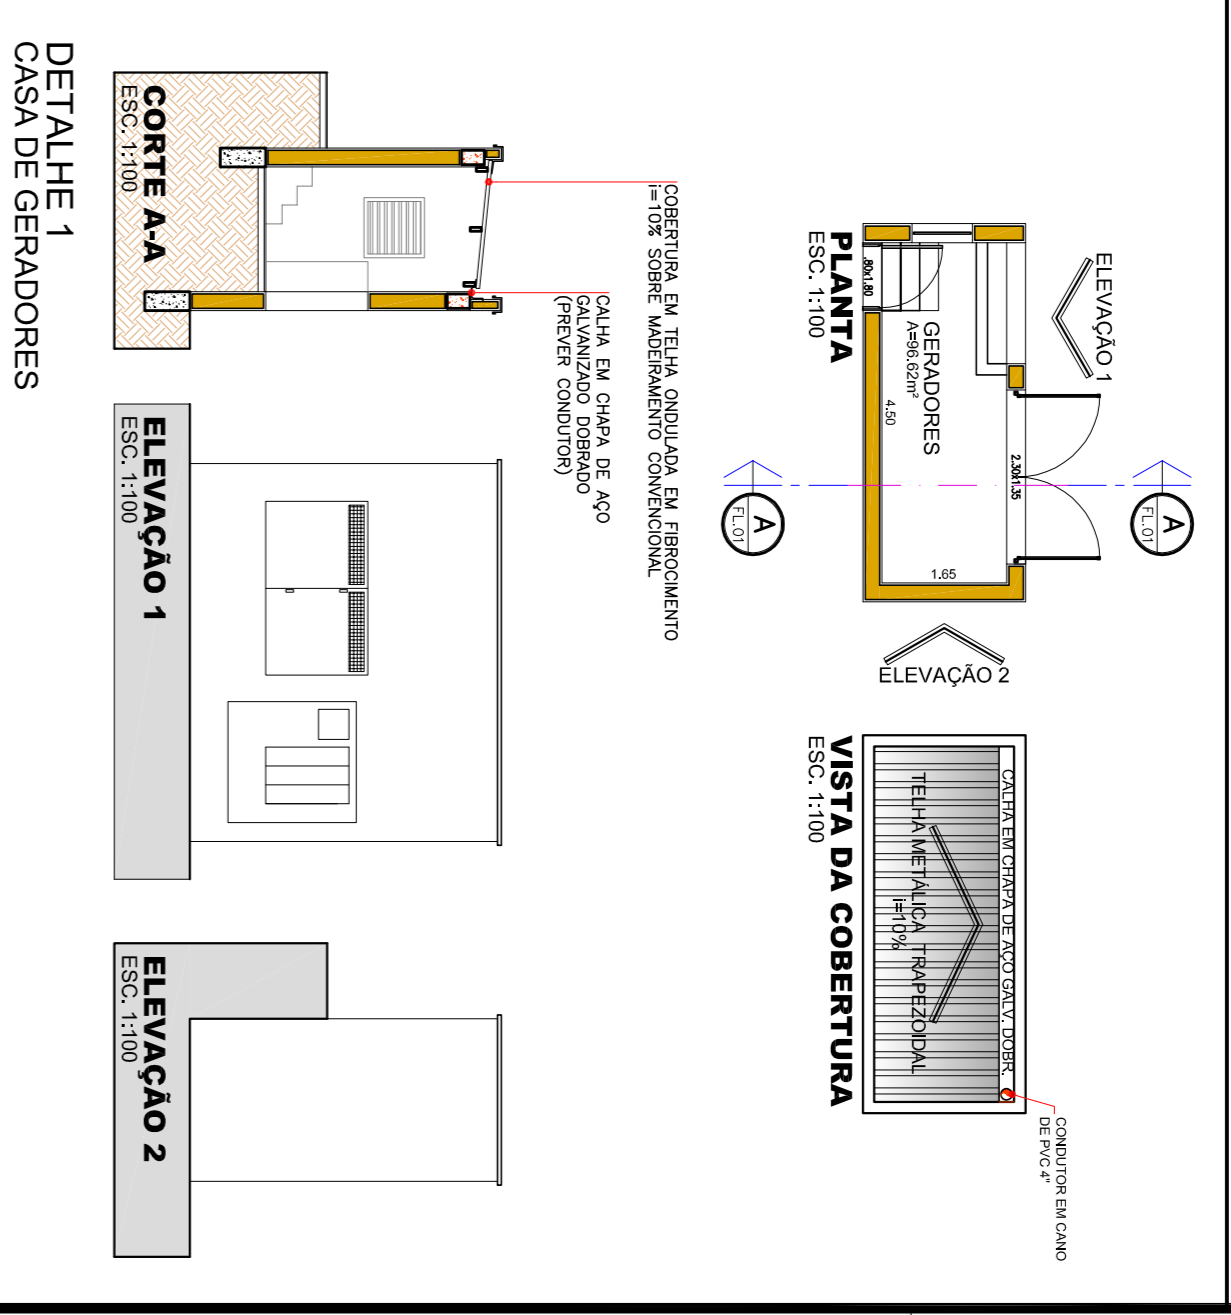 ELEVAÇÃO 1
A
FL.01
2.30x1.35
GERADORES
A=96.62m²
4.50
1.65
.80x1.80
PLANTA
ESC. 1:100
A
FL.01
ELEVAÇÃO 2
CONDUTOR EM CANO
DE PVC 4"
CALHA EM CHAPA DE AÇO GALV. DOBR.
TELHA METÁLICA TRAPEZOIDAL
i=10%
VISTA DA COBERTURA
ESC. 1:100
COBERTURA EM TELHA ONDULADA EM FIBROCIMENTO
i=10% SOBRE MADEIRAMENTO CONVENCIONAL
CALHA EM CHAPA DE AÇO
GALVANIZADO DOBRADO
(PREVER CONDUTOR)
CORTE A-A
ESC. 1:100
ELEVAÇÃO 1
ESC. 1:100
ELEVAÇÃO 2
ESC. 1:100
DETALHE 1
CASA DE GERADORES